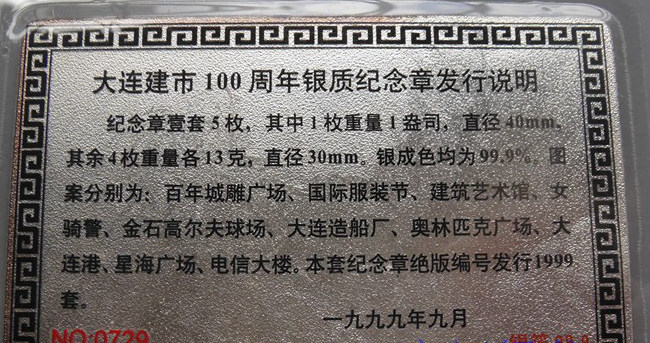 大连建市100周年银质纪念章发行说明
纪念章壹套5枚，其中1枚重量1盎司，直径40mm，
其余4枚重量各13克，直径30mm。银成色均为99.9%。图
案分别为：百年城雕广场、国际服装节、建筑艺术馆、女
骑警、金石高尔夫球场、大连造船厂、奥林匹克广场、大
连港、星海广场、电信大楼。本套纪念章绝版编号发行1999
套。
一九九九年九月
NO:0729